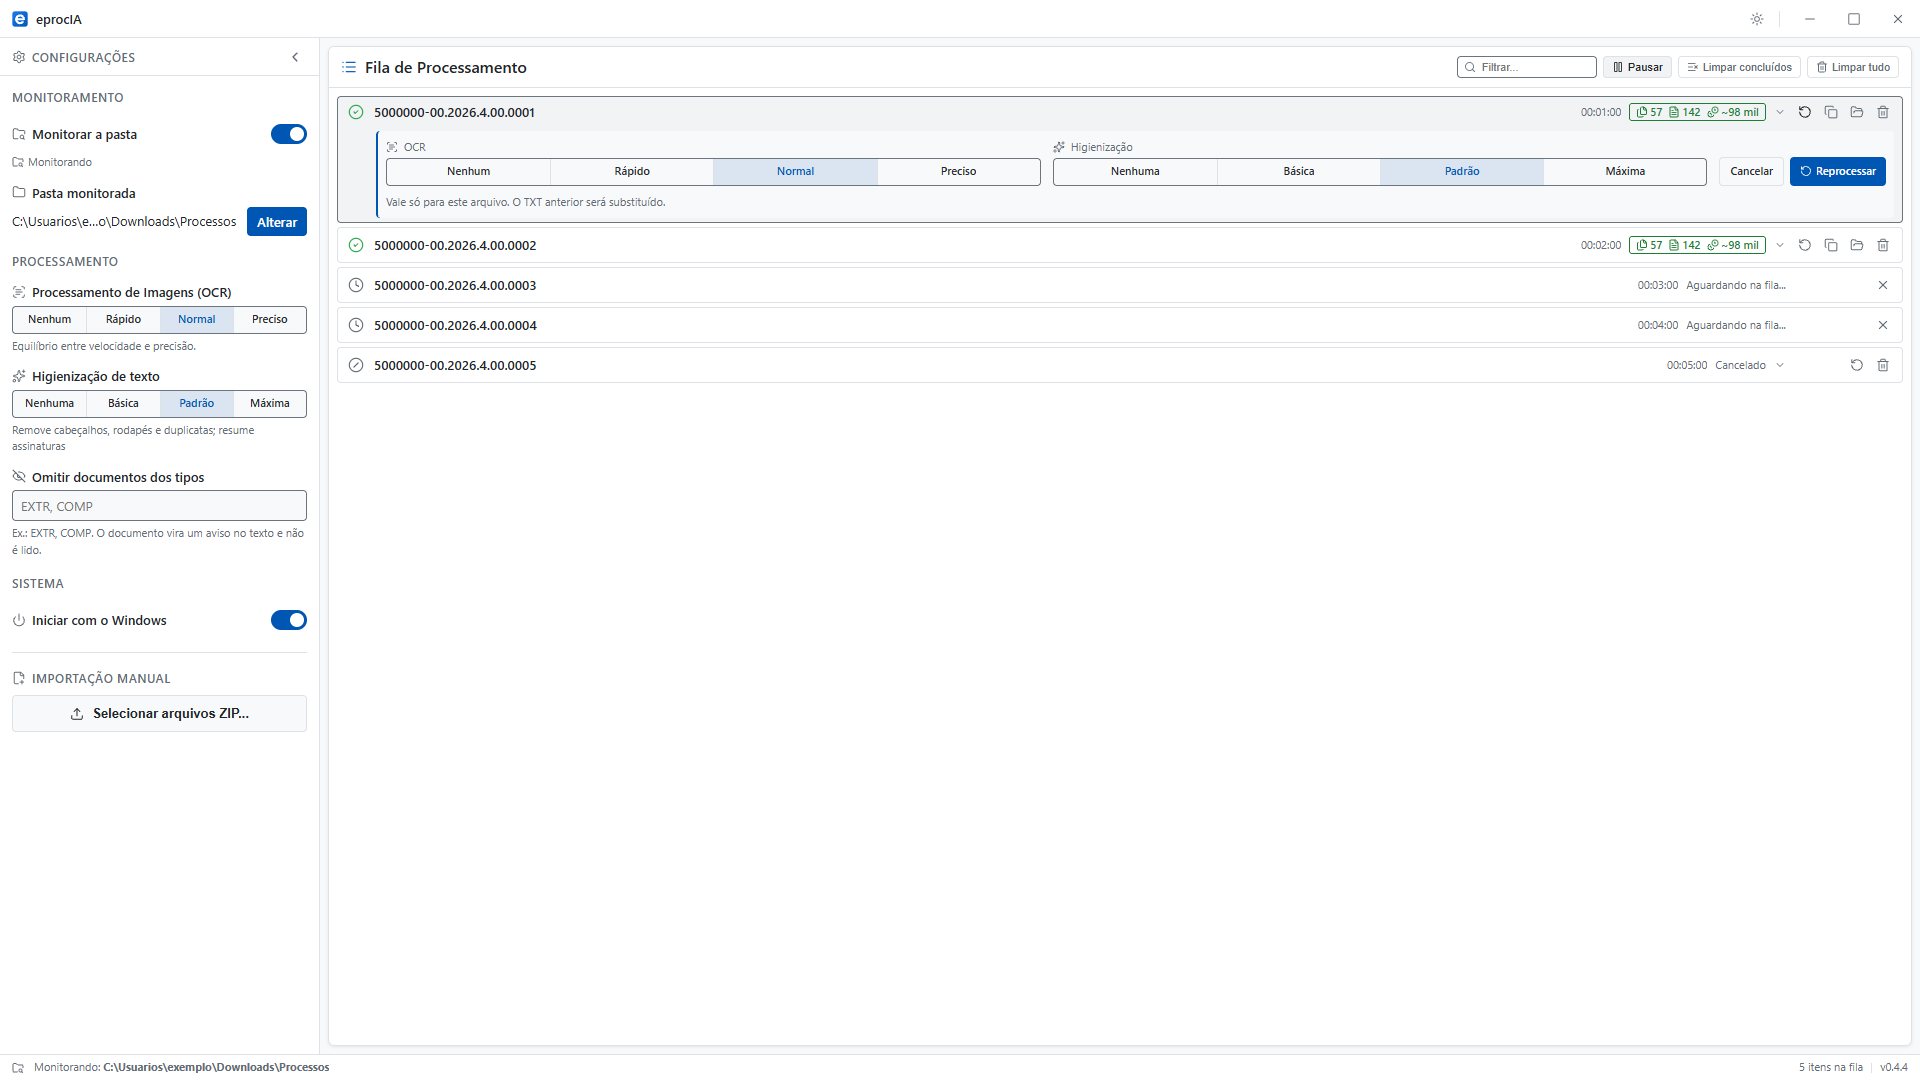 eprocIA
CONFIGURAÇÕES
MONITORAMENTO
Monitorar a pasta
Monitorando
Pasta monitorada
C:\Usuarios\e...o\Downloads\Processos
Alterar
PROCESSAMENTO
Processamento de Imagens (OCR)
Nenhum Rápido Normal Preciso
Equilíbrio entre velocidade e precisão.
Higienização de texto
Nenhuma Básica Padrão Máxima
Remove cabeçalhos, rodapés e duplicatas; resume
assinaturas
Omitir documentos dos tipos
EXTR, COMP
Ex.: EXTR, COMP. O documento vira um aviso no texto e não
é lido.
SISTEMA
Iniciar com o Windows
IMPORTAÇÃO MANUAL
Selecionar arquivos ZIP...
Fila de Processamento
Filtrar... Pausar Limpar concluídos Limpar tudo
5000000-00.2026.4.00.0001 00:01:00 57 142 ~98 mil
OCR Higienização
Nenhum Rápido Normal Preciso Nenhuma Básica Padrão Máxima Cancelar Reprocessar
Vale só para este arquivo. O TXT anterior será substituído.
5000000-00.2026.4.00.0002 00:02:00 57 142 ~98 mil
5000000-00.2026.4.00.0003 00:03:00 Aguardando na fila...
5000000-00.2026.4.00.0004 00:04:00 Aguardando na fila...
5000000-00.2026.4.00.0005 00:05:00 Cancelado
Monitorando: C:\Usuarios\exemplo\Downloads\Processos
5 itens na fila v0.4.4